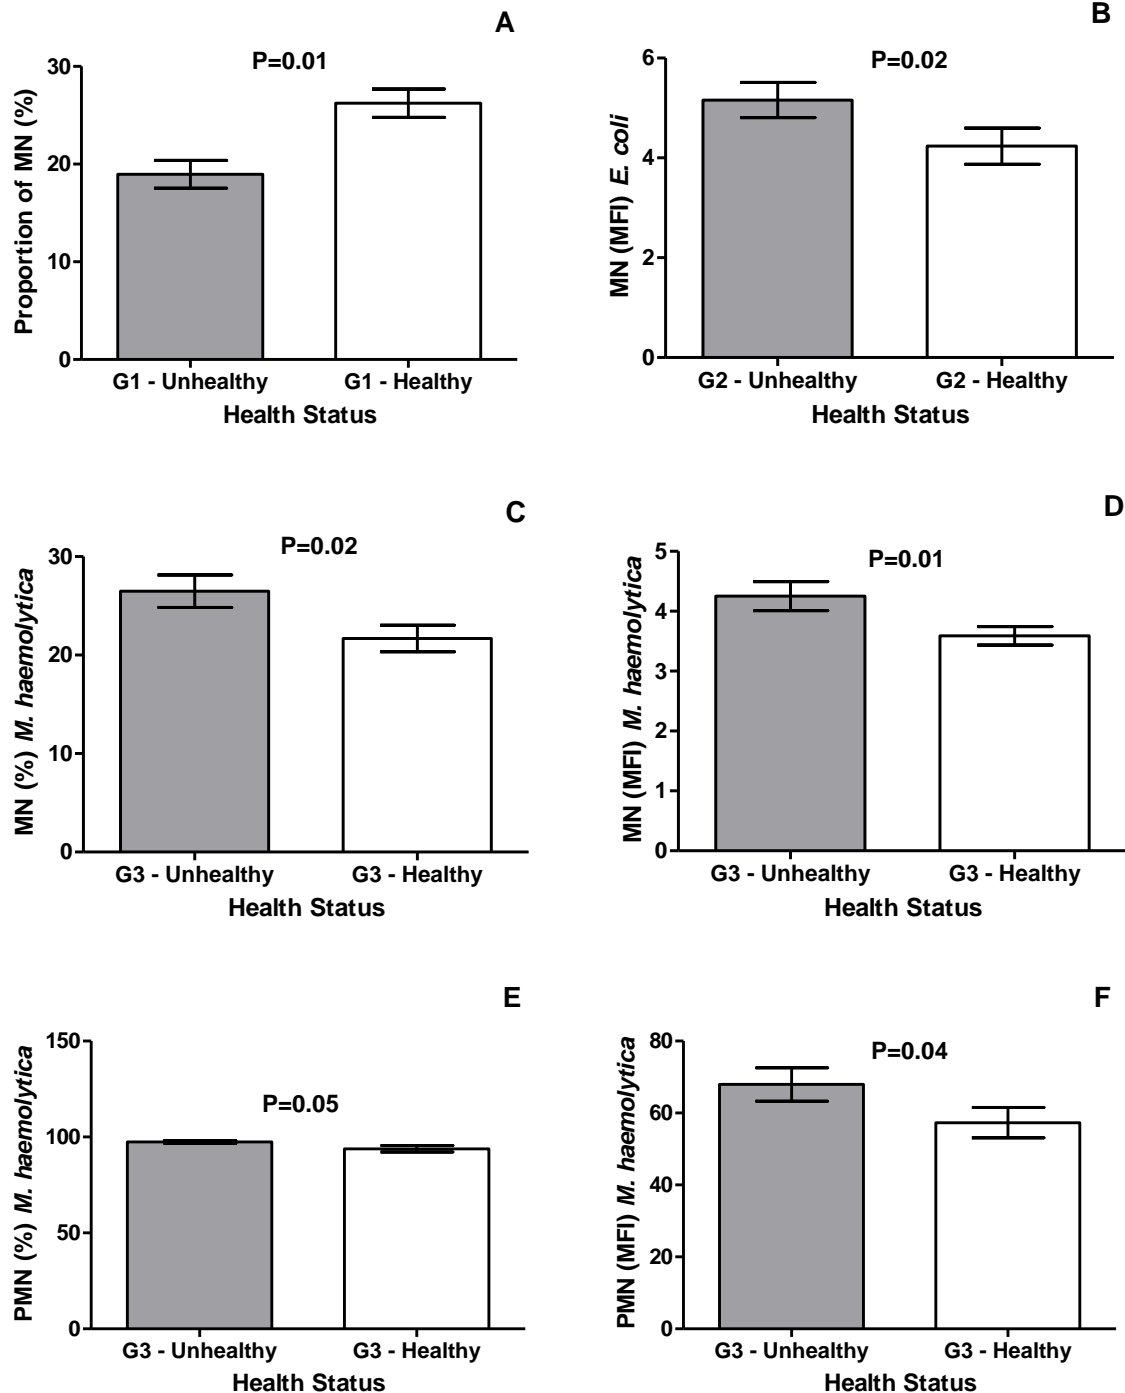 A
P=0.01
Proportion of MN (%)
30
20
10
0
G1 - Unhealthy
G1 - Healthy
Health Status
B
P=0.02
MN (MFI) E. coli
6
4
2
0
G2 - Unhealthy
G2 - Healthy
Health Status
C
P=0.02
MN (%) M. haemolytica
30
20
10
0
G3 - Unhealthy
G3 - Healthy
Health Status
D
P=0.01
MN (MFI) M. haemolytica
5
4
3
2
1
0
G3 - Unhealthy
G3 - Healthy
Health Status
E
P=0.05
PMN (%) M. haemolytica
150
100
50
0
G3 - Unhealthy
G3 - Healthy
Health Status
F
P=0.04
PMN (MFI) M. haemolytica
80
60
40
20
0
G3 - Unhealthy
G3 - Healthy
Health Status